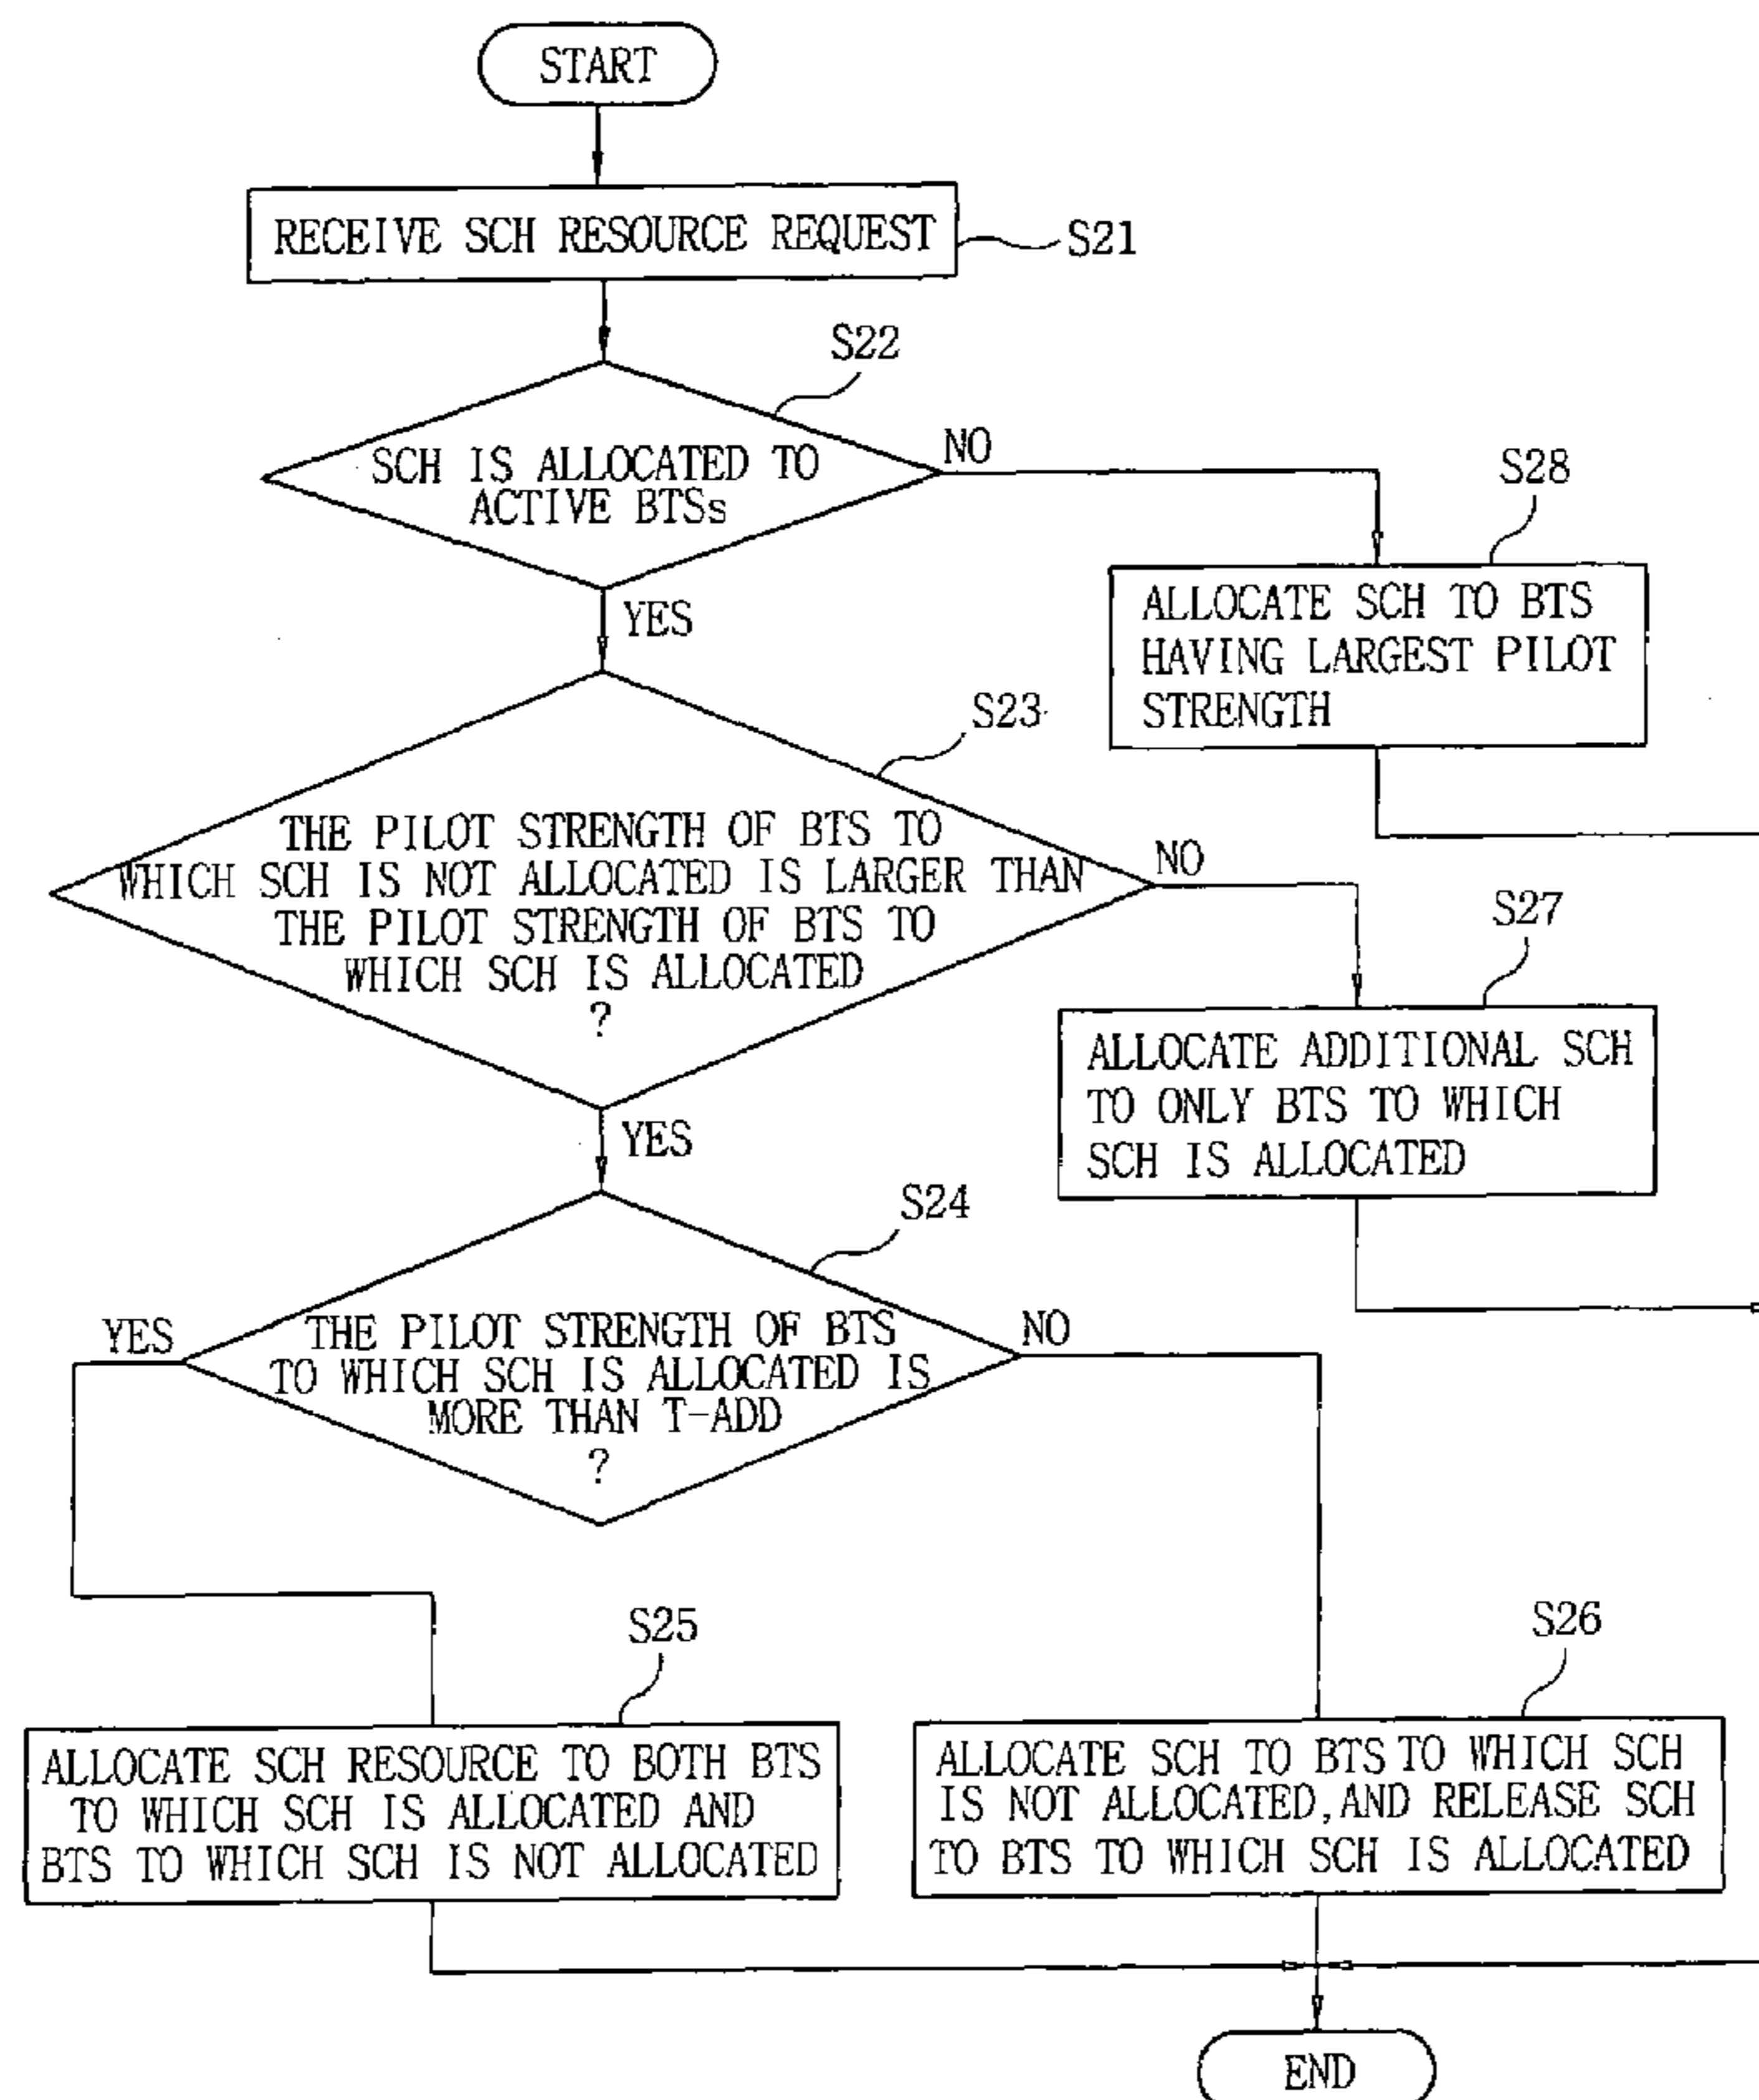 START
RECEIVE SCH RESOURCE REQUEST
S21
S22
SCH IS ALLOCATED TO
ACTIVE BTSs
NO
YES
S28
ALLOCATE SCH TO BTS
HAVING LARGEST PILOT
STRENGTH
S23
THE PILOT STRENGTH OF BTS TO
WHICH SCH IS NOT ALLOCATED IS LARGER THAN
THE PILOT STRENGTH OF BTS TO
WHICH SCH IS ALLOCATED
?
NO
YES
S27
ALLOCATE ADDITIONAL SCH
TO ONLY BTS TO WHICH
SCH IS ALLOCATED
S24
YES
THE PILOT STRENGTH OF BTS
TO WHICH SCH IS ALLOCATED IS
MORE THAN T-ADD
?
NO
S25
ALLOCATE SCH RESOURCE TO BOTH BTS
TO WHICH SCH IS ALLOCATED AND
BTS TO WHICH SCH IS NOT ALLOCATED
S26
ALLOCATE SCH TO BTS TO WHICH SCH
IS NOT ALLOCATED, AND RELEASE SCH
TO BTS TO WHICH SCH IS ALLOCATED
END